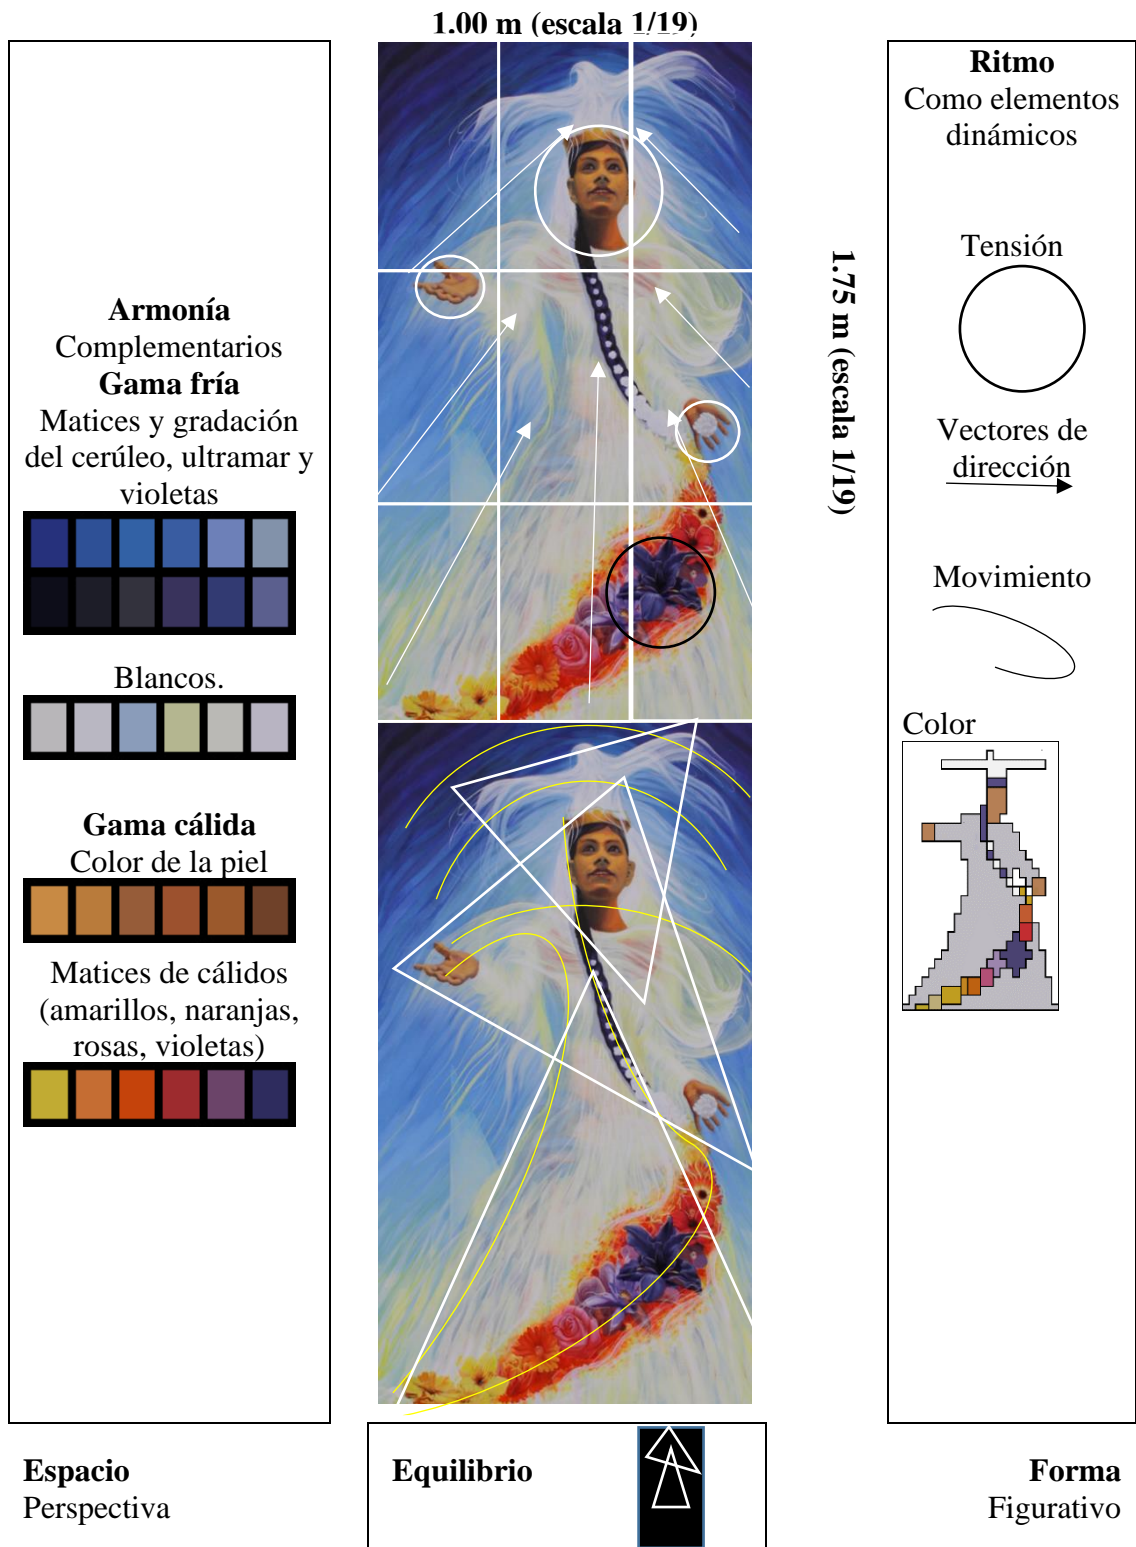 1.00 m (escala 1/19)
Armonía
Complementarios
Gama fría
Matices y gradación
del cerúleo, ultramar y
violetas
Blancos.
Gama cálida
Color de la piel
Matices de cálidos
(amarillos, naranjas,
rosas, violetas)
1.75 m (escala 1/19)
Ritmo
Como elementos
dinámicos
Tensión
Vectores de
dirección
Movimiento
Color
Espacio
Perspectiva
Equilibrio
Forma
Figurativo